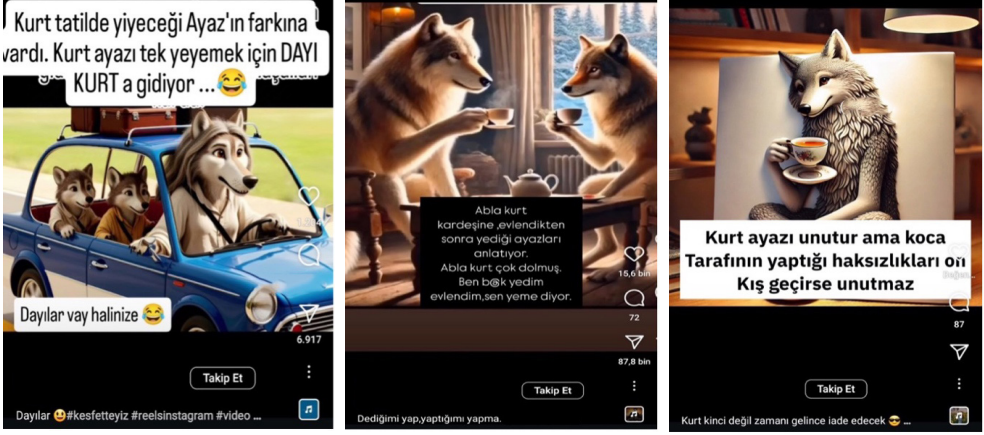 Kurt tatilde yiyeceği Ayaz'ın farkına
vardı. Kurt ayazı tek yeyemek için DAYI
KURT a gidiyor ...😂
Dayılar vay halinize 😂
6.917
Takip Et
Dayılar 😃#kesfetteyiz #reelsinstagram #video ...
Abla kurt
kardeşine ,evlendikten
sonra yediği ayazları
anlatıyor.
Abla kurt çok dolmuş.
Ben b@k yedim
evlendim,sen yeme diyor.
15,6 bin
72
87,8 bin
Takip Et
Dediğimi yap,yaptığımı yapma.
Kurt ayazı unutur ama koca
Tarafının yaptığı haksızlıkları on
Kış geçirse unutmaz
87
Takip Et
Kurt kinci değil zamanı gelince iade edecek 😎 ...